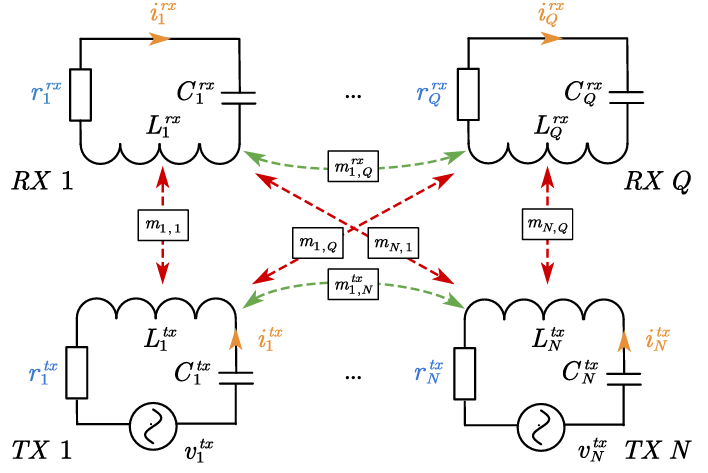 i_1^{rx}
i_Q^{rx}
r_1^{rx}
C_1^{rx}
...
r_Q^{rx}
C_Q^{rx}
L_1^{rx}
L_Q^{rx}
RX 1
m_{1,Q}^{rx}
RX Q
m_{1,1}
m_{1,Q}
m_{N,1}
m_{N,Q}
m_{1,N}^{tx}
L_1^{tx}
i_1^{tx}
L_N^{tx}
i_N^{tx}
r_1^{tx}
C_1^{tx}
...
r_N^{tx}
C_N^{tx}
TX 1
v_1^{tx}
v_N^{tx}
TX N